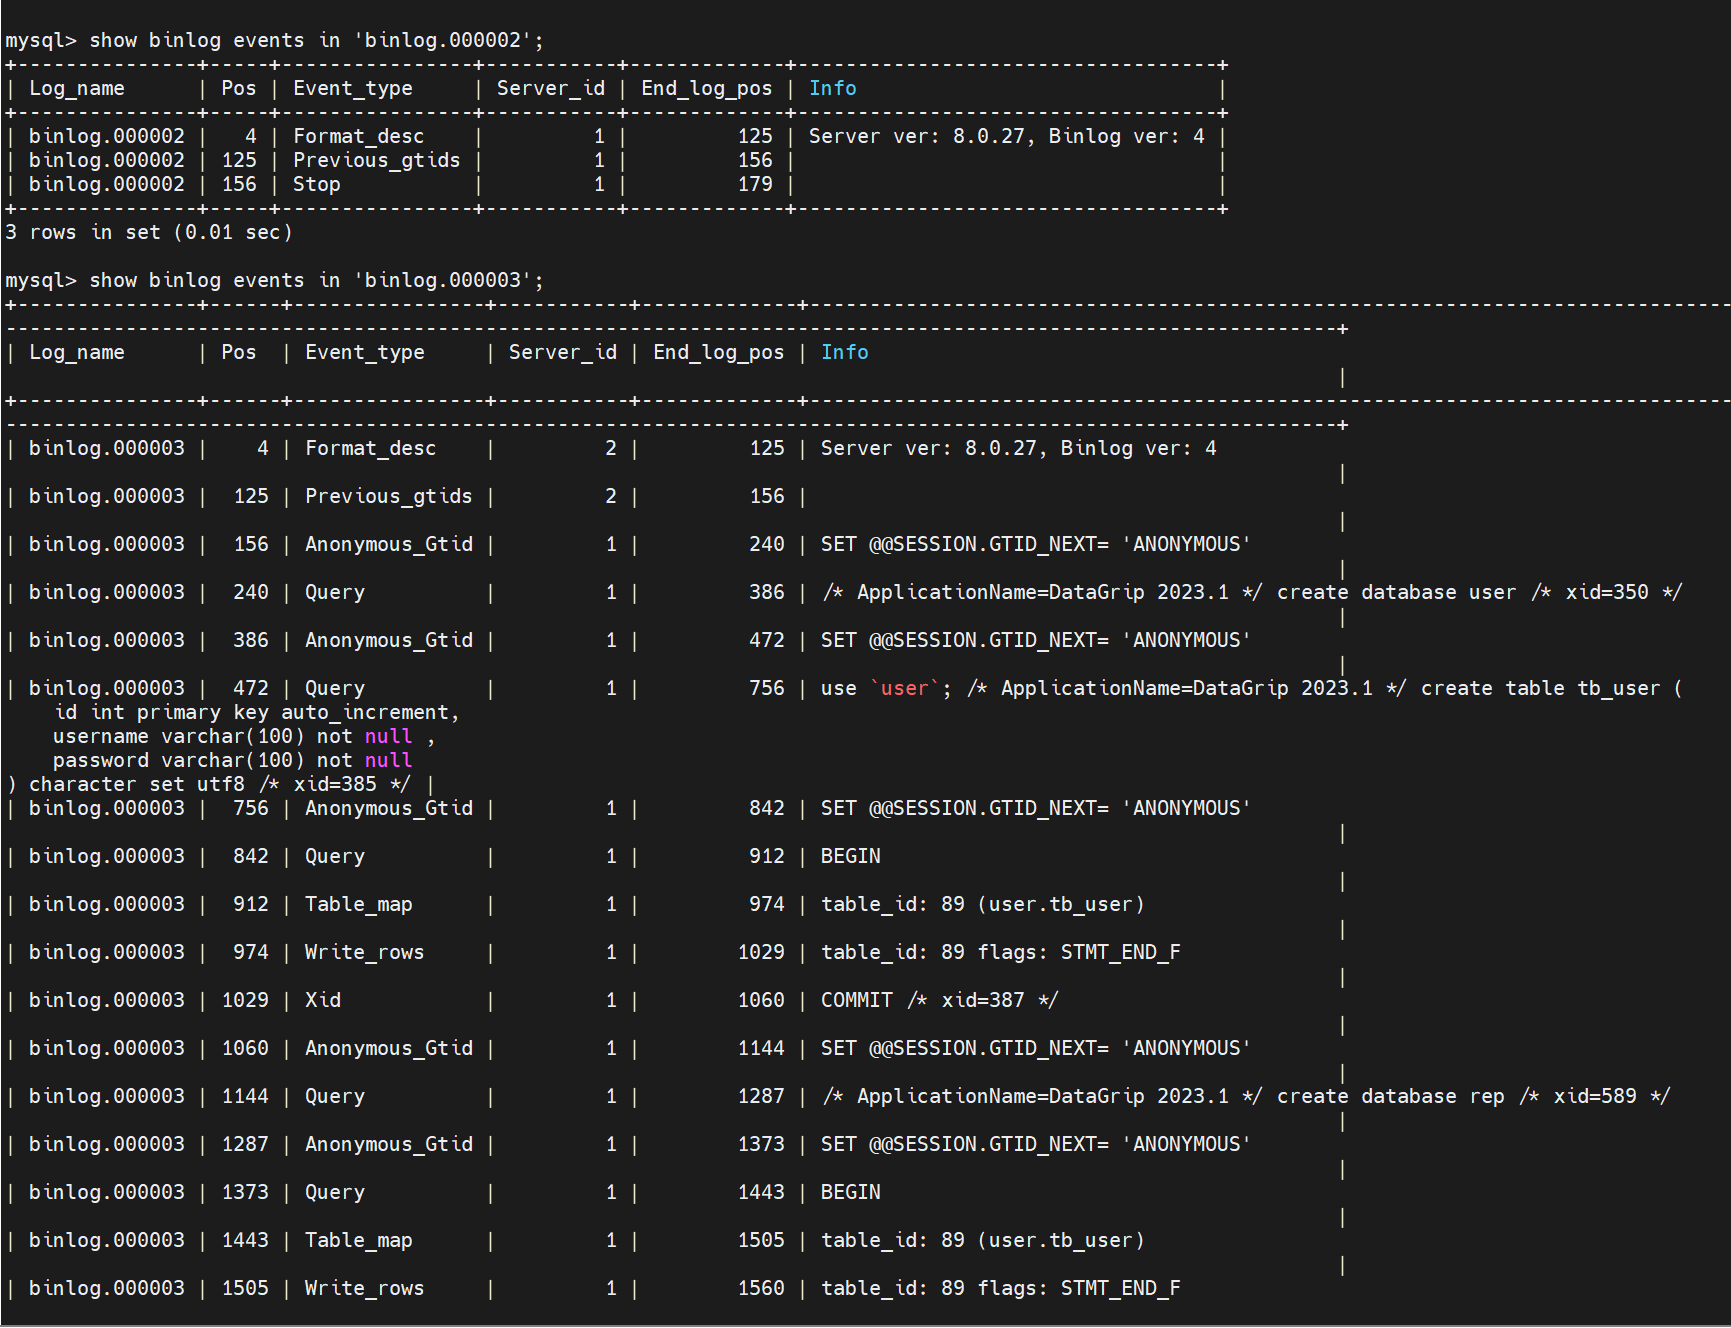 mysql> show binlog events in 'binlog.000002';
+---------------+-----+----------------+-----------+-------------+-----------------------------------+
| Log_name      | Pos | Event_type     | Server_id | End_log_pos | Info                              |
+---------------+-----+----------------+-----------+-------------+-----------------------------------+
| binlog.000002 |   4 | Format_desc    |         1 |         125 | Server ver: 8.0.27, Binlog ver: 4 |
| binlog.000002 | 125 | Previous_gtids |         1 |         156 |                                   |
| binlog.000002 | 156 | Stop           |         1 |         179 |                                   |
+---------------+-----+----------------+-----------+-------------+-----------------------------------+
3 rows in set (0.01 sec)
mysql> show binlog events in 'binlog.000003';
+---------------+------+----------------+-----------+-------------+-----------------------------------------------------------------------------
---------------------------------------------------------------------------------------------------------------+
| Log_name      | Pos  | Event_type     | Server_id | End_log_pos | Info
|
+---------------+------+----------------+-----------+-------------+-----------------------------------------------------------------------------
---------------------------------------------------------------------------------------------------------------+
| binlog.000003 |    4 | Format_desc    |         2 |         125 | Server ver: 8.0.27, Binlog ver: 4
|
| binlog.000003 |  125 | Previous_gtids |         2 |         156 |
|
| binlog.000003 |  156 | Anonymous_Gtid |         1 |         240 | SET @@SESSION.GTID_NEXT= 'ANONYMOUS'
|
| binlog.000003 |  240 | Query          |         1 |         386 | /* ApplicationName=DataGrip 2023.1 */ create database user /* xid=350 */
|
| binlog.000003 |  386 | Anonymous_Gtid |         1 |         472 | SET @@SESSION.GTID_NEXT= 'ANONYMOUS'
|
| binlog.000003 |  472 | Query          |         1 |         756 | use `user`; /* ApplicationName=DataGrip 2023.1 */ create table tb_user (
    id int primary key auto_increment,
    username varchar(100) not null ,
    password varchar(100) not null
) character set utf8 /* xid=385 */ |
| binlog.000003 |  756 | Anonymous_Gtid |         1 |         842 | SET @@SESSION.GTID_NEXT= 'ANONYMOUS'
|
| binlog.000003 |  842 | Query          |         1 |         912 | BEGIN
|
| binlog.000003 |  912 | Table_map      |         1 |         974 | table_id: 89 (user.tb_user)
|
| binlog.000003 |  974 | Write_rows     |         1 |        1029 | table_id: 89 flags: STMT_END_F
|
| binlog.000003 | 1029 | Xid            |         1 |        1060 | COMMIT /* xid=387 */
|
| binlog.000003 | 1060 | Anonymous_Gtid |         1 |        1144 | SET @@SESSION.GTID_NEXT= 'ANONYMOUS'
|
| binlog.000003 | 1144 | Query          |         1 |        1287 | /* ApplicationName=DataGrip 2023.1 */ create database rep /* xid=589 */
|
| binlog.000003 | 1287 | Anonymous_Gtid |         1 |        1373 | SET @@SESSION.GTID_NEXT= 'ANONYMOUS'
|
| binlog.000003 | 1373 | Query          |         1 |        1443 | BEGIN
|
| binlog.000003 | 1443 | Table_map      |         1 |        1505 | table_id: 89 (user.tb_user)
|
| binlog.000003 | 1505 | Write_rows     |         1 |        1560 | table_id: 89 flags: STMT_END_F